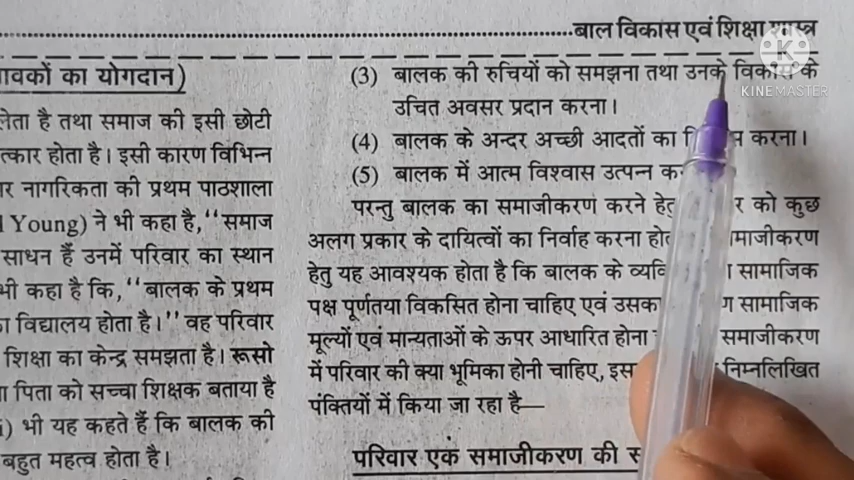 बाल विकास एवं शिक्षा शास्त्र
KINEMASTER
ावकों का योगदान)
लेता है तथा समाज की इसी छोटी
त्कार होता है। इसी कारण विभिन्न
र नागरिकता की प्रथम पाठशाला
Young) ने भी कहा है, “समाज
साधन हैं उनमें परिवार का स्थान
भी कहा है कि, “बालक के प्रथम
ा विद्यालय होता है।” वह परिवार
शिक्षा का केन्द्र समझता है। रूसो
ा पिता को सच्चा शिक्षक बताया है
i) भी यह कहते हैं कि बालक की
बहुत महत्व होता है।
(3) बालक की रुचियों को समझना तथा उनके विकास के
उचित अवसर प्रदान करना।
(4) बालक के अन्दर अच्छी आदतों का करना।
(5) बालक में आत्म विश्वास उत्पन्न
परन्तु बालक का समाजीकरण करने हेतु को कुछ
अलग प्रकार के दायित्वों का निर्वाह करना माजीकरण
हेतु यह आवश्यक होता है कि बालक के सामाजिक
पक्ष पूर्णतया विकसित होना चाहिए एवं उसका सामाजिक
मूल्यों एवं मान्यताओं के ऊपर आधारित होना समाजीकरण
में परिवार की क्या भूमिका होनी चाहिए, निम्नलिखित
पंक्तियों में किया जा रहा है—
परिवार एकं समाजीकरण की